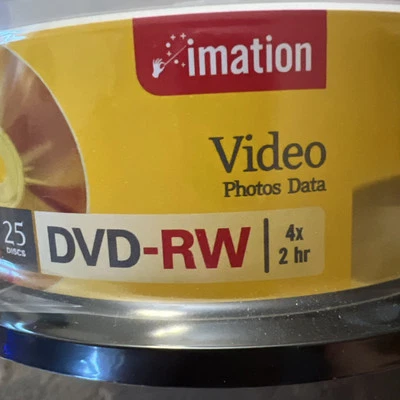 imation
Video
Photos Data
25
DISCS
DVD-RW
4x
2 hr